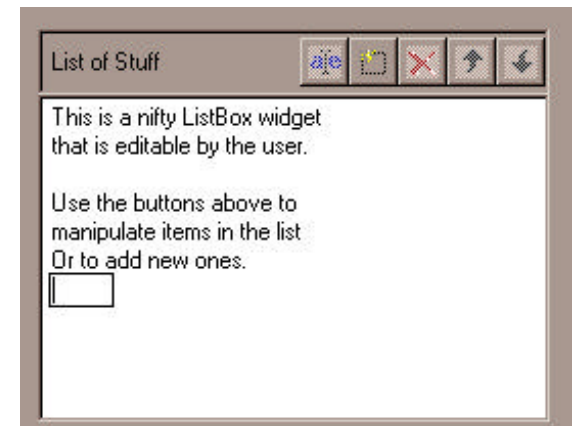 List of Stuff
a|e
This is a nifty ListBox widget
that is editable by the user.
Use the buttons above to
manipulate items in the list
Or to add new ones.